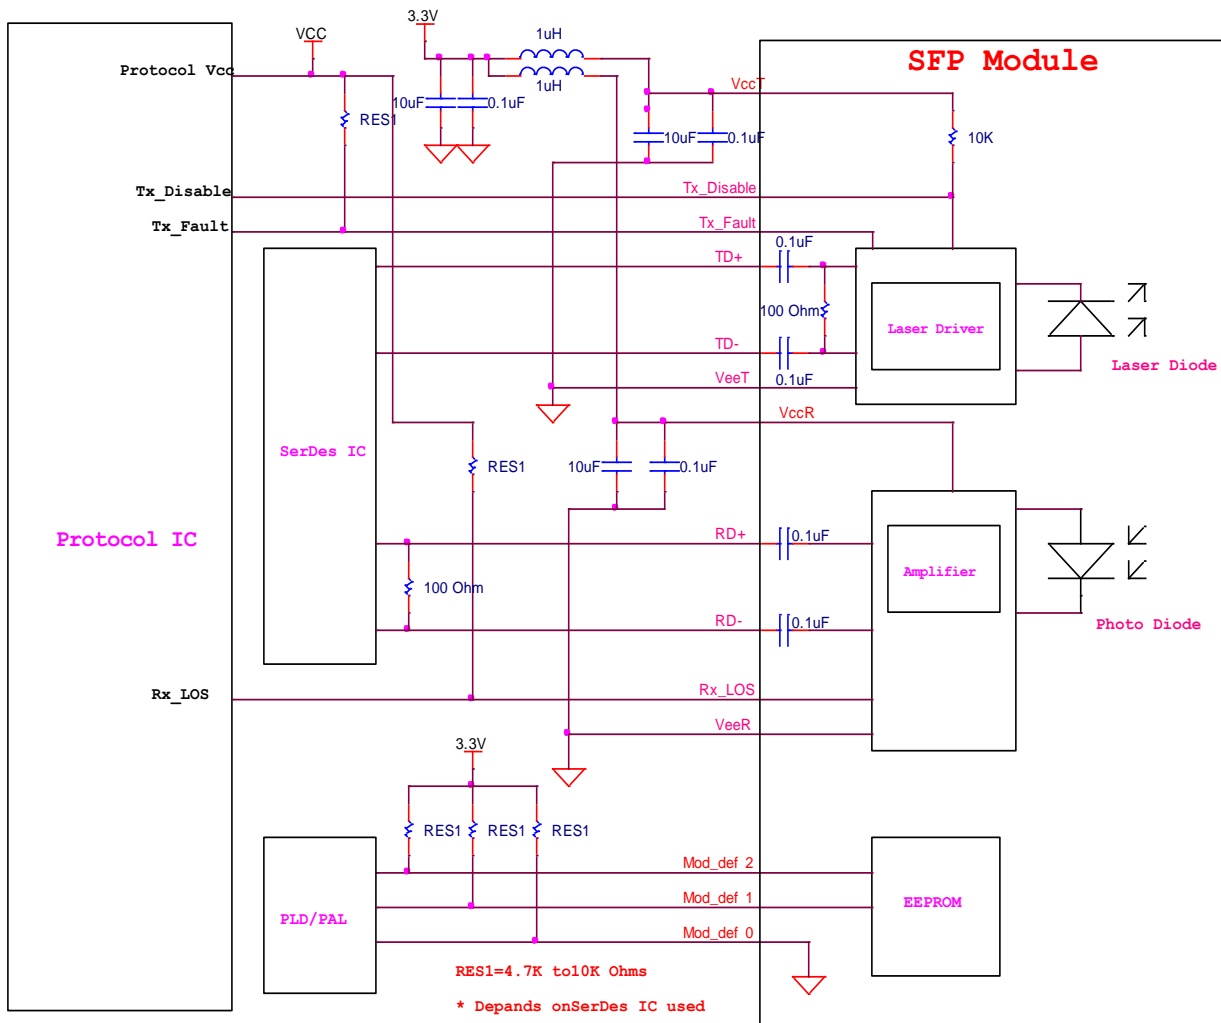 3.3V
VCC
1uH
SFP Module
Protocol Vcc
VccT
1uH
10uF
0.1uF
RES1
10uF
0.1uF
10K
Tx_Disable
Tx_Disable
Tx_Fault
Tx_Fault
0.1uF
TD+
100 Ohm
Laser Driver
TD-
Laser Diode
VeeT
0.1uF
VccR
SerDes IC
RES1
10uF
0.1uF
Protocol IC
RD+
0.1uF
Amplifier
100 Ohm
RD-
0.1uF
Photo Diode
Rx_LOS
Rx_LOS
VeeR
3.3V
RES1
RES1
RES1
Mod_def 2
Mod_def 1
EEPROM
PLD/PAL
Mod_def 0
RES1=4.7K to10K Ohms
* Depands onSerDes IC used